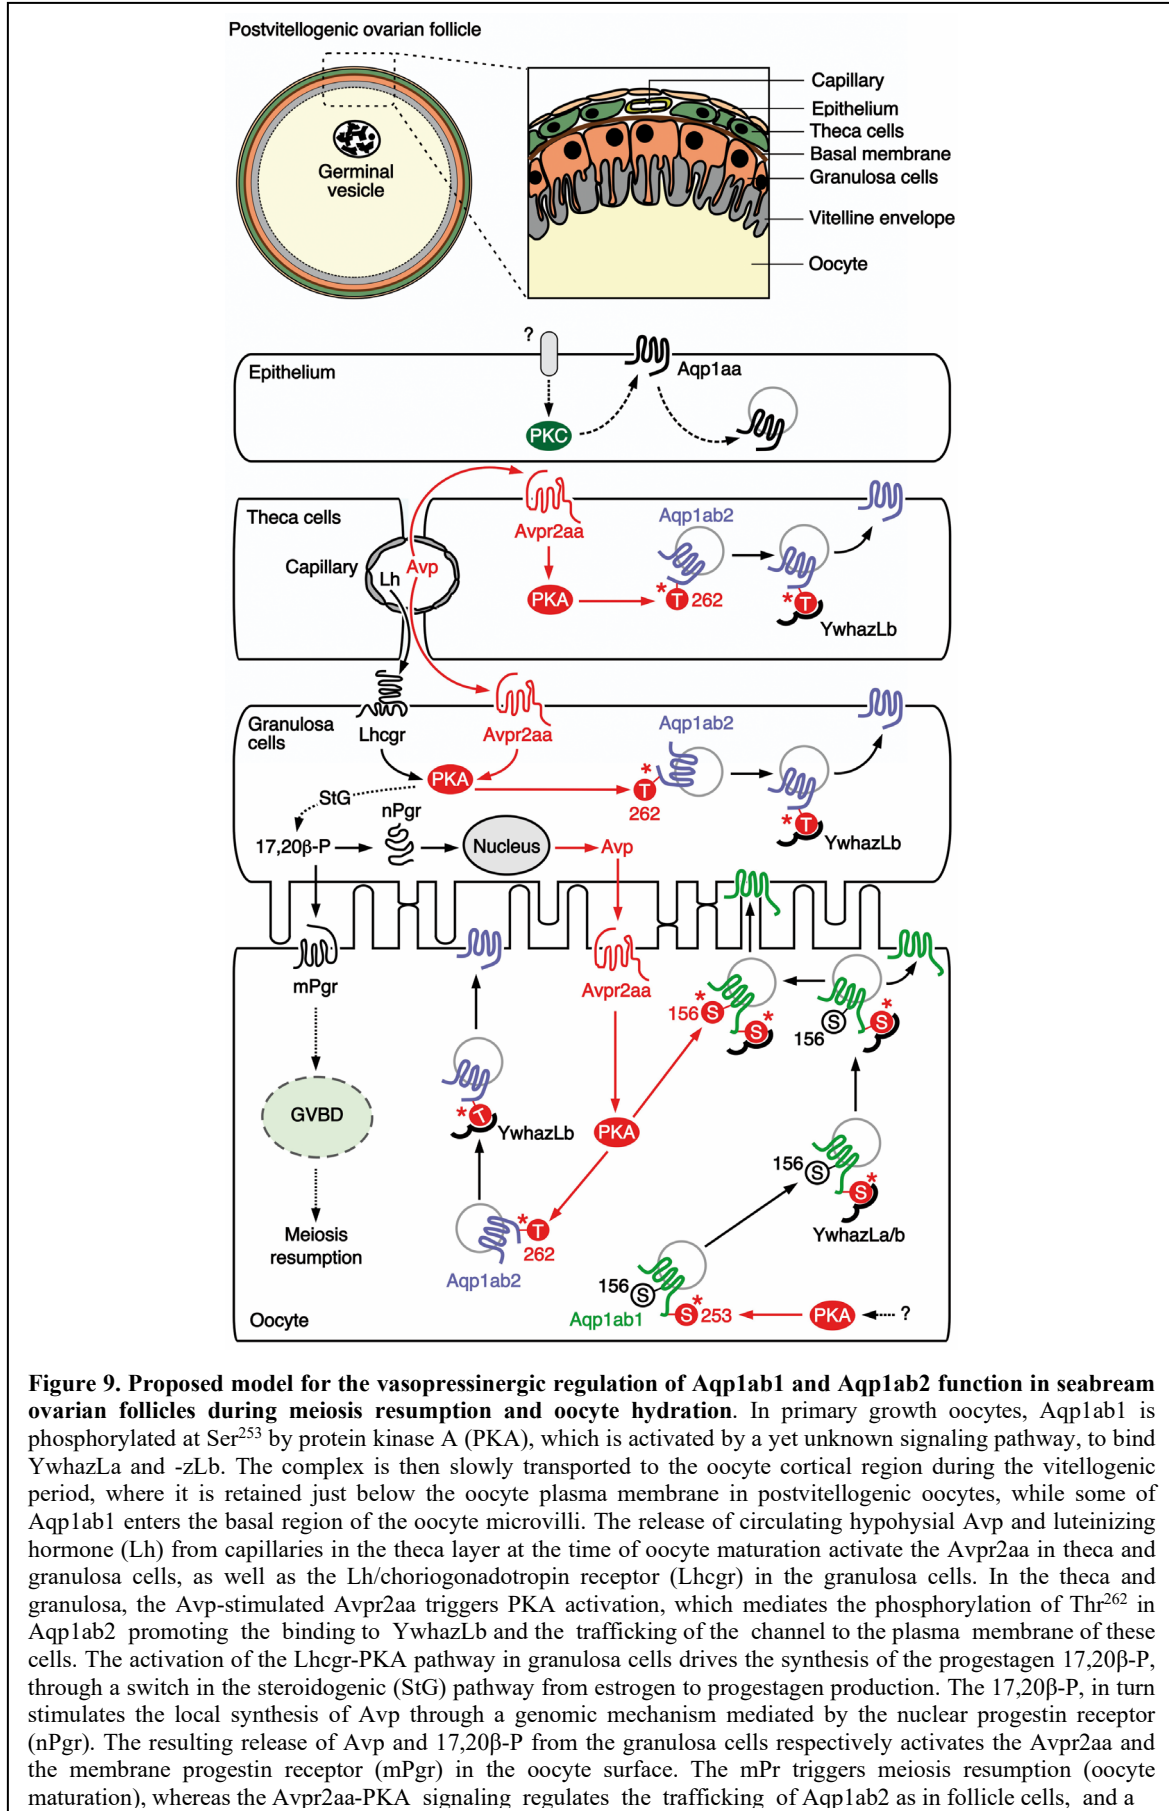 Postvitellogenic ovarian follicle
Germinal
vesicle
Capillary
Epithelium
Theca cells
Basal membrane
Granulosa cells
Vitelline envelope
Oocyte
?
Epithelium
Aqp1aa
PKC
Theca cells
Capillary
Lh
Avp
Avpr2aa
PKA
Aqp1ab2
* T 262
* T
YwhazLb
Granulosa
cells
Lhcgr
Avpr2aa
PKA
StG
nPgr
17,20β-P
Nucleus
Avp
Aqp1ab2
*
T
262
* T
YwhazLb
mPgr
GVBD
Meiosis
resumption
Oocyte
* T
YwhazLb
* T
262
Aqp1ab2
Avpr2aa
PKA
*
156 S
*
S
156 S
*
S
156 S
*
S
YwhazLa/b
156 S
Aqp1ab1
*
S 253
PKA
?
Figure 9. Proposed model for the vasopressinergic regulation of Aqp1ab1 and Aqp1ab2 function in seabream
ovarian follicles during meiosis resumption and oocyte hydration. In primary growth oocytes, Aqp1ab1 is
phosphorylated at Ser253 by protein kinase A (PKA), which is activated by a yet unknown signaling pathway, to bind
YwhazLa and -zLb. The complex is then slowly transported to the oocyte cortical region during the vitellogenic
period, where it is retained just below the oocyte plasma membrane in postvitellogenic oocytes, while some of
Aqp1ab1 enters the basal region of the oocyte microvilli. The release of circulating hypohysial Avp and luteinizing
hormone (Lh) from capillaries in the theca layer at the time of oocyte maturation activate the Avpr2aa in theca and
granulosa cells, as well as the Lh/choriogonadotropin receptor (Lhcgr) in the granulosa cells. In the theca and
granulosa, the Avp-stimulated Avpr2aa triggers PKA activation, which mediates the phosphorylation of Thr262 in
Aqp1ab2 promoting the binding to YwhazLb and the trafficking of the channel to the plasma membrane of these
cells. The activation of the Lhcgr-PKA pathway in granulosa cells drives the synthesis of the progestagen 17,20β-P,
through a switch in the steroidogenic (StG) pathway from estrogen to progestagen production. The 17,20β-P, in turn
stimulates the local synthesis of Avp through a genomic mechanism mediated by the nuclear progestin receptor
(nPgr). The resulting release of Avp and 17,20β-P from the granulosa cells respectively activates the Avpr2aa and
the membrane progestin receptor (mPgr) in the oocyte surface. The mPr triggers meiosis resumption (oocyte
maturation), whereas the Avpr2aa-PKA signaling regulates the trafficking of Aqp1ab2 as in follicle cells, and a